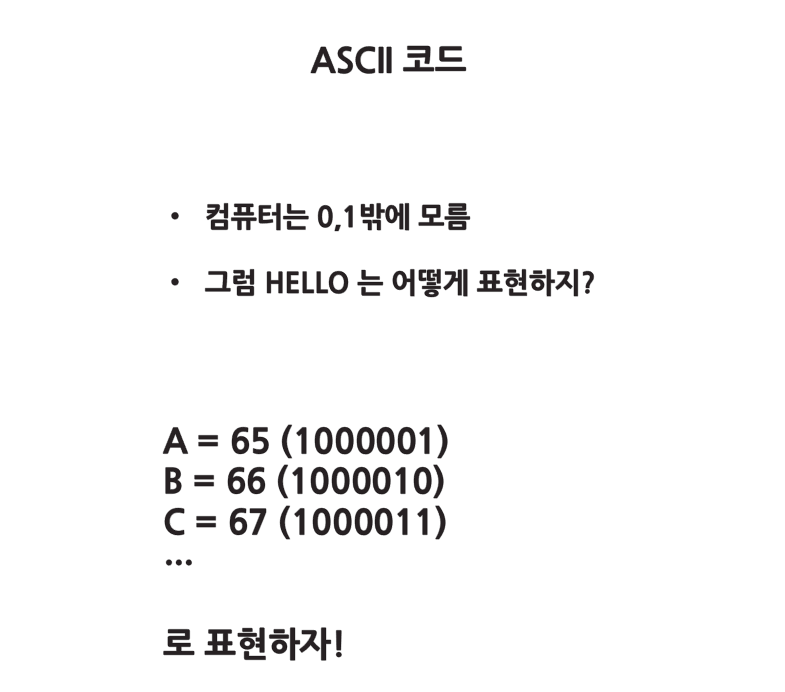 ASCII 코드
• 컴퓨터는 0,1밖에 모름
• 그럼 HELLO 는 어떻게 표현하지?
A = 65 (1000001)
B = 66 (1000010)
C = 67 (1000011)
...
로 표현하자!